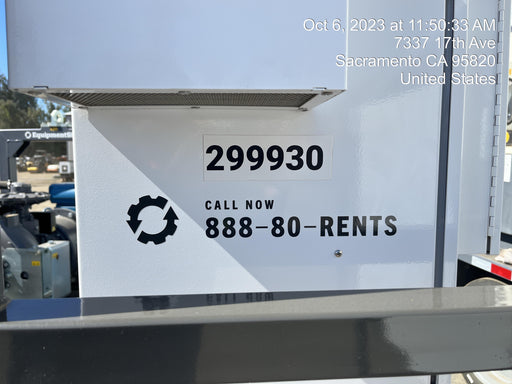 Oct 6, 2023 at 11:50:33 AM
7337 17th Ave
Sacramento CA 95820
United States
299930
CALL NOW
888-80-RENTS